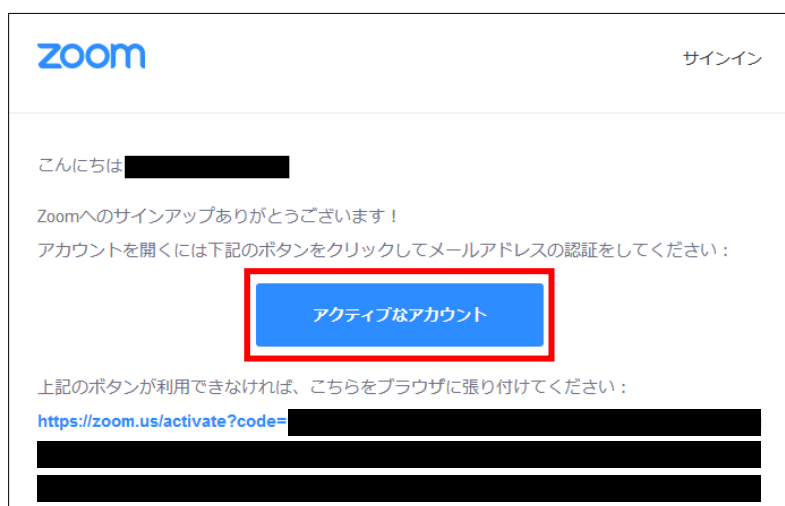 zoom
サインイン
こんにちは
Zoomへのサインアップありがとうございます！
アカウントを開くには下記のボタンをクリックしてメールアドレスの認証をしてください：
アクティブなアカウント
上記のボタンが利用できなければ、こちらをブラウザに張り付けてください：
https://zoom.us/activate?code=